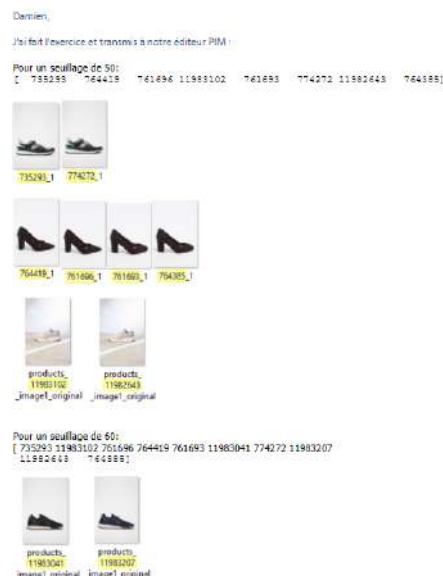 Damien,
J'ai fait l'exercice et transmis à notre éditeur PIM :
Pour un seuillage de 50:
[ 735293 764419 761696 11983102 761693 774272 11982643 764385]
735293_1 774272_1
764419_1 761696_1 761693_1 764385_1
products_ products_
11983102 11982643
_image1_original _image1_original
Pour un seuillage de 60:
[ 735293 11983102 761696 764419 761693 11983041 774272 11983207
11982643 764385]
products_ products_
11983041 11983207
_image1_original _image1_original